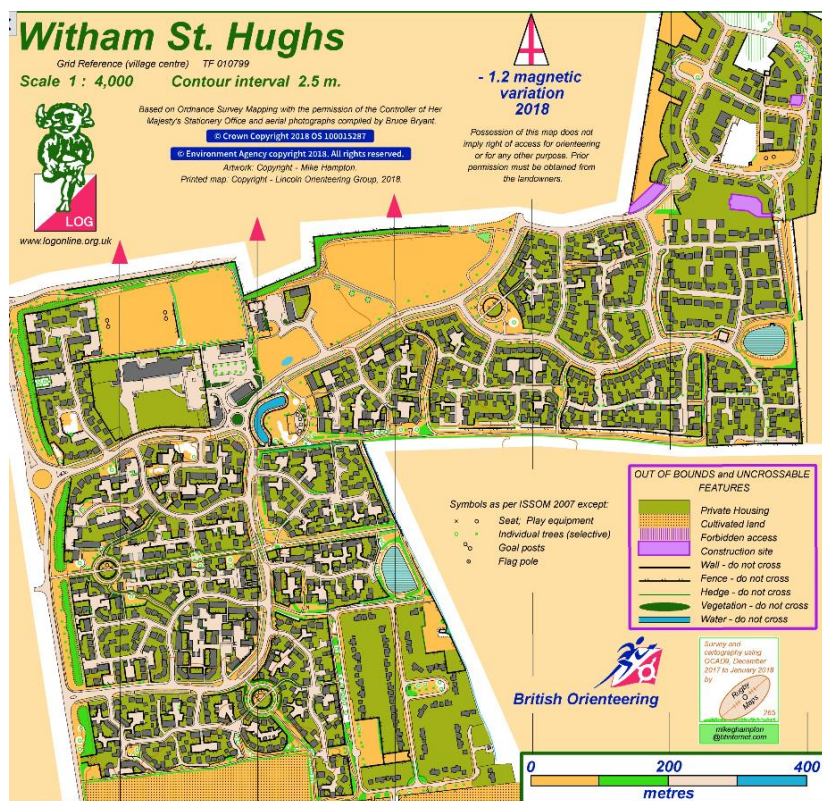 Witham St. Hughs
Grid Reference (village centre) TF 010799
Scale 1 : 4,000 Contour interval 2.5 m.
Based on Ordnance Survey Mapping with the permission of the Controller of Her
Majesty's Stationery Office and aerial photographs compiled by Bruce Bryant.
© Crown Copyright 2018 OS 100015287
© Environment Agency copyright 2018. All rights reserved.
Artwork: Copyright - Mike Hampton.
Printed map: Copyright - Lincoln Orienteering Group, 2018.
LOG
www.logonline.org.uk
- 1.2 magnetic
variation
2018
Possession of this map does not
imply right of access for orienteering
or for any other purpose. Prior
permission must be obtained from
the landowners.
Symbols as per ISSOM 2007 except:
Seat; Play equipment
Individual trees (selective)
Goal posts
Flag pole
OUT OF BOUNDS and UNCROSSABLE
FEATURES
Private Housing
Cultivated land
Forbidden access
Construction site
Wall - do not cross
Fence - do not cross
Hedge - do not cross
Vegetation - do not cross
Water - do not cross
British Orienteering
Survey and
cartography using
OCAD9, December
2017 to January 2018
by
Rugby
O
Maps
265
mikeghampton
@btinternet.com
0 200 400
metres